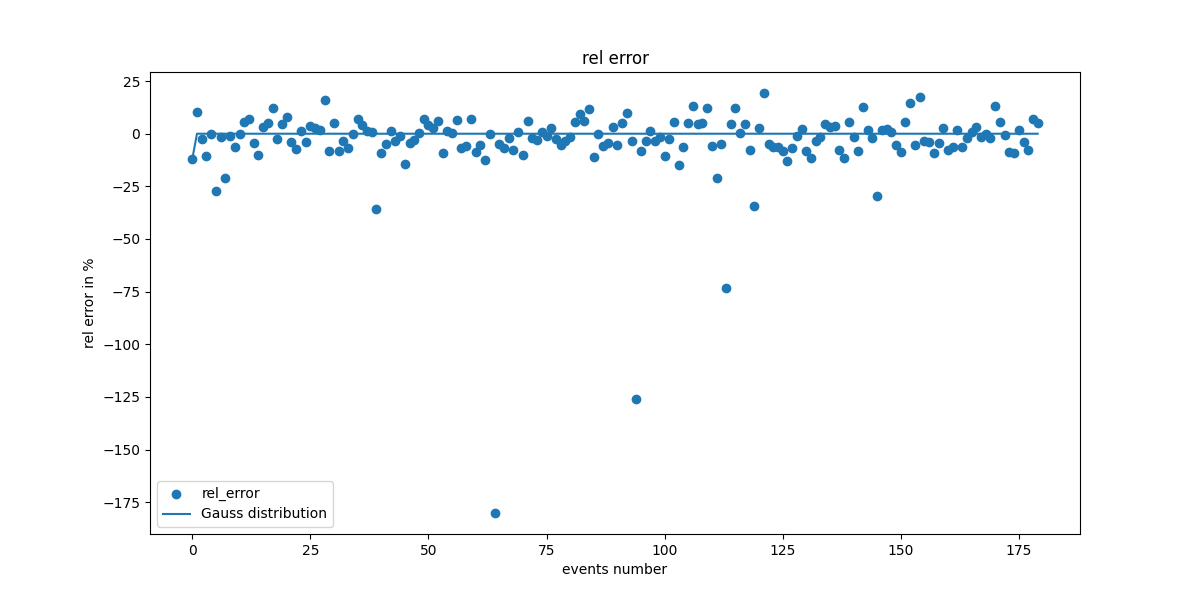 rel error
25
0
−25
−50
−75
−100
−125
−150
−175
rel error in %
rel_error
Gauss distribution
0 25 50 75 100 125 150 175
events number